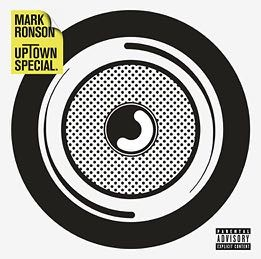 MARK
RONSON
UPTOWN
SPECIAL.
PARENTAL
ADVISORY
EXPLICIT CONTENT